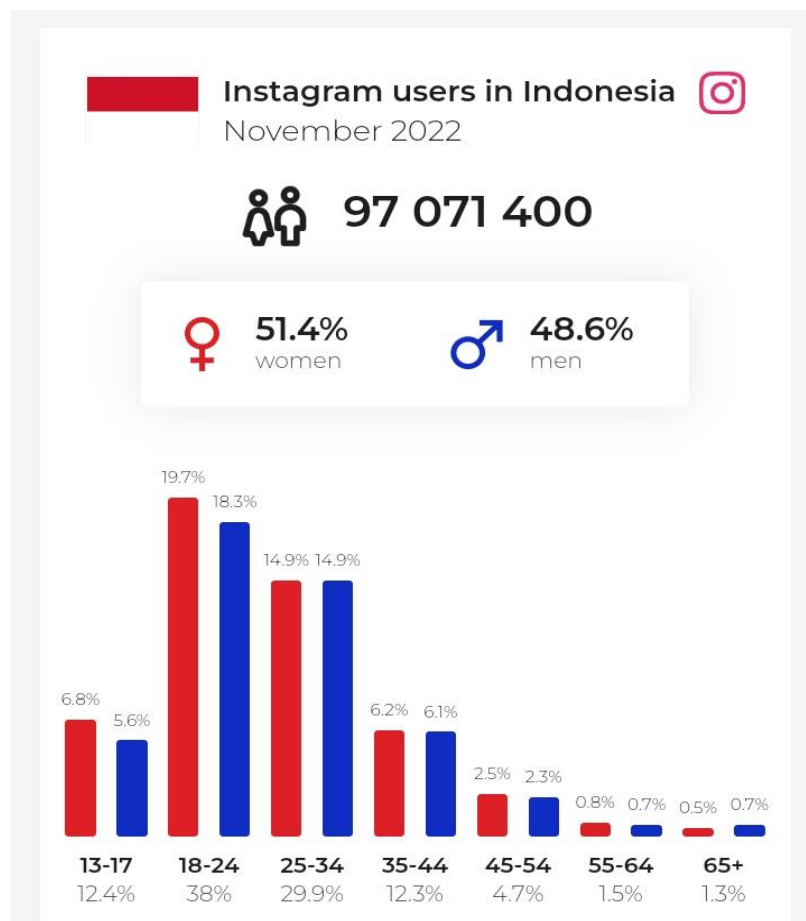 Instagram users in Indonesia
November 2022
97 071 400
51.4% 48.6%
women men
19.7%
18.3%
14.9% 14.9%
6.8%
5.6%
6.2% 6.1%
2.5% 2.3%
0.8% 0.7% 0.5% 0.7%
13-17 18-24 25-34 35-44 45-54 55-64 65+
12.4% 38% 29.9% 12.3% 4.7% 1.5% 1.3%